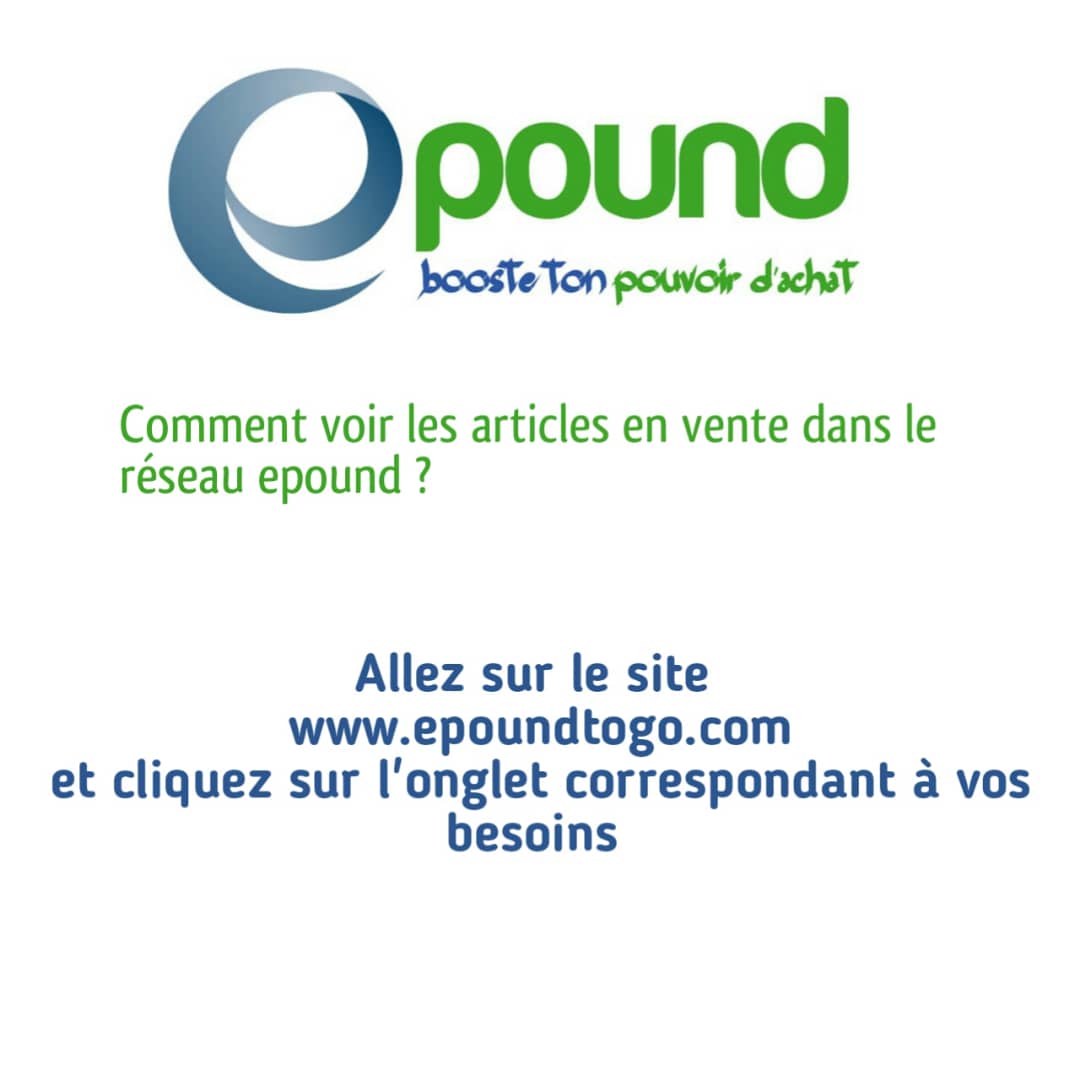 epound
booste ton pouvoir d'achat
Comment voir les articles en vente dans le
réseau epound ?
Allez sur le site
www.epoundtogo.com
et cliquez sur l'onglet correspondant à vos
besoins